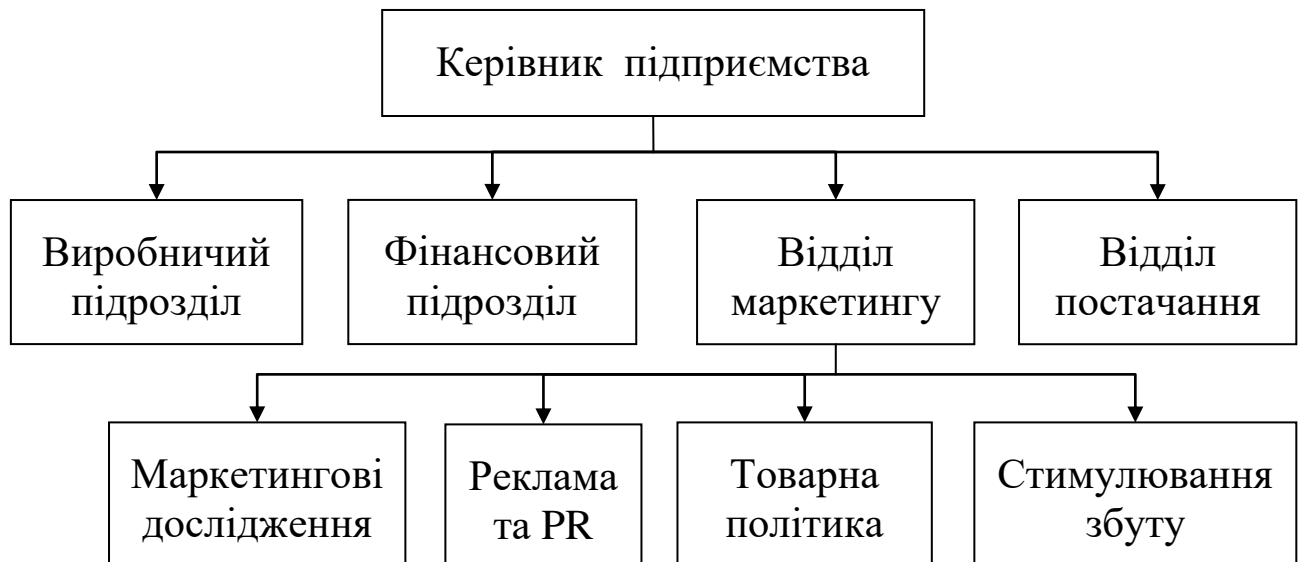 Керівник підприємства
Виробничий
підрозділ
Фінансовий
підрозділ
Відділ
маркетингу
Відділ
постачання
Маркетингові
дослідження
Реклама
та PR
Товарна
політика
Стимулювання
збуту